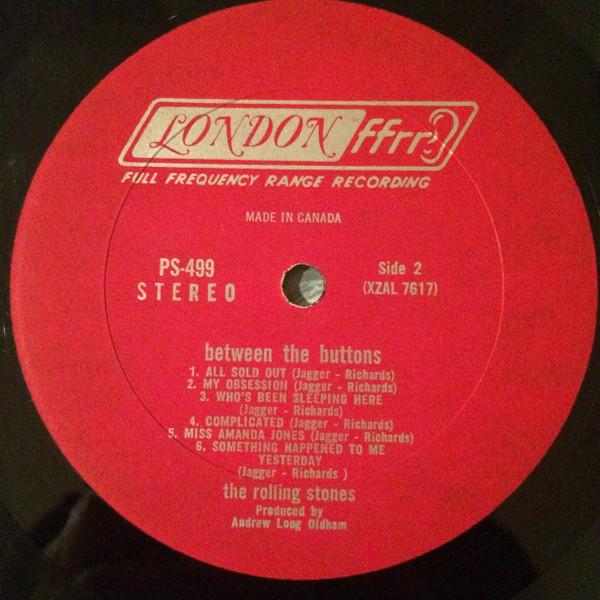 LONDON ffrr
FULL FREQUENCY RANGE RECORDING
MADE IN CANADA
PS-499
STEREO
Side 2
(XZAL 7617)
between the buttons
1. ALL SOLD OUT (Jagger - Richards)
2. MY OBSESSION (Jagger - Richards)
3. WHO'S BEEN SLEEPING HERE
(Jagger - Richards)
4. COMPLICATED (Jagger - Richards)
5. MISS AMANDA JONES (Jagger - Richards)
6. SOMETHING HAPPENED TO ME
YESTERDAY
(Jagger - Richards )
the rolling stones
Produced by
Andrew Loog Oldham